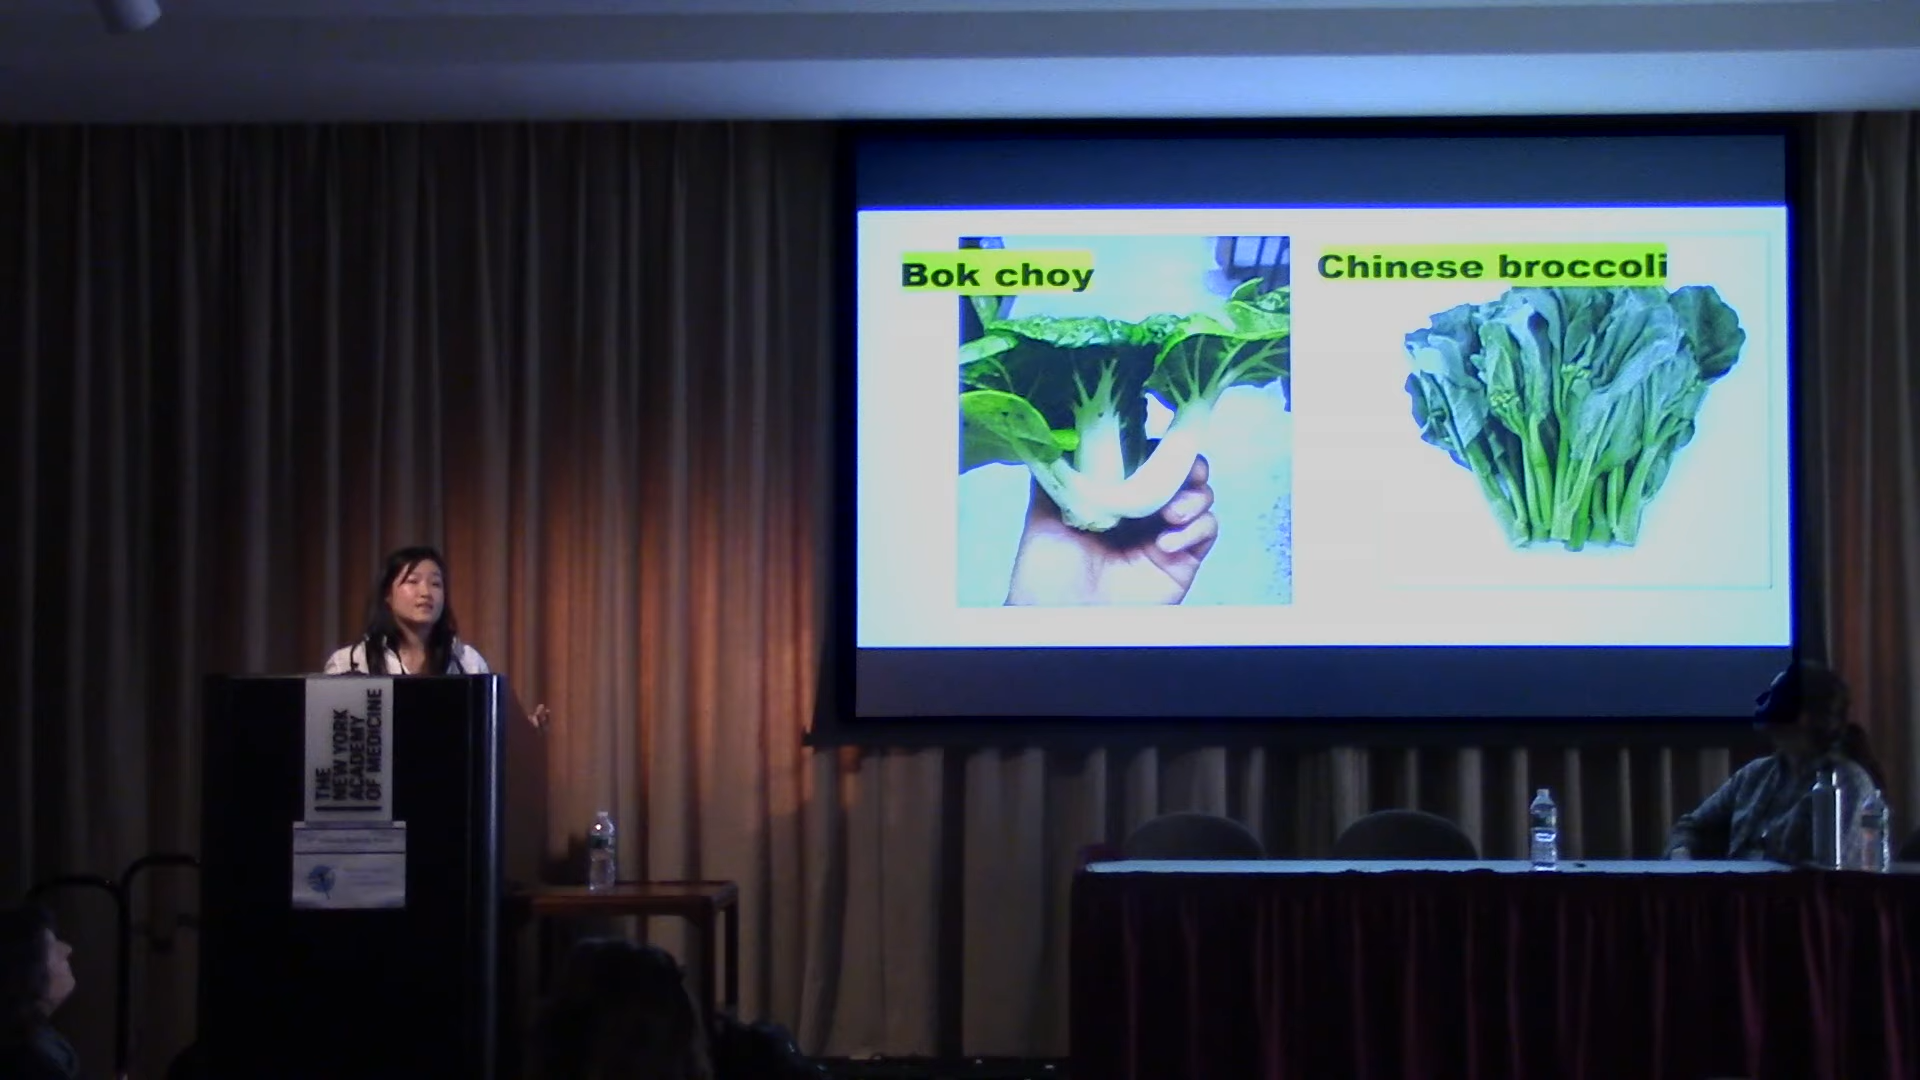 Bok choy
Chinese broccoli
THE
NEW YORK
ACADEMY
OF MEDICINE